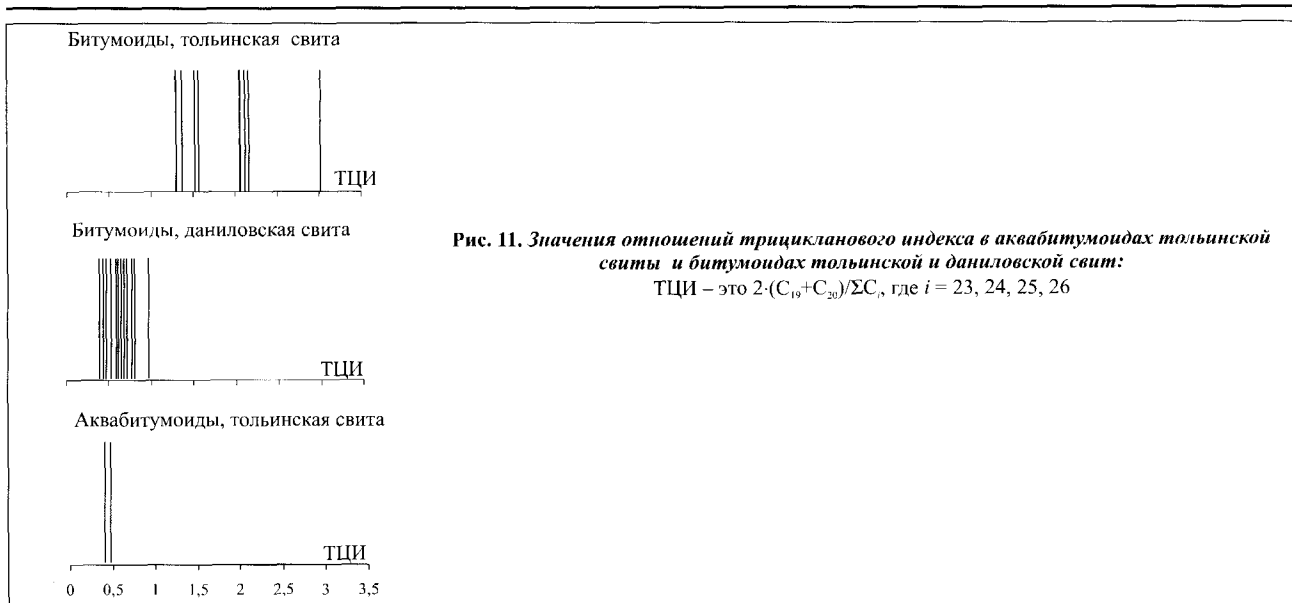 Битумоиды, тольинская свита
ТЦИ
Битумоиды, даниловская свита
ТЦИ
Аквабитумоиды, тольинская свита
ТЦИ
0 0,5 1 1,5 2 2,5 3 3,5
Рис. 11. Значения отношений трицикланового индекса в аквабитумоидах тольинской
свиты и битумоидах тольинской и даниловской свит:
ТЦИ – это 2·(C₁₉+C₂₀)/ΣCᵢ, где i = 23, 24, 25, 26